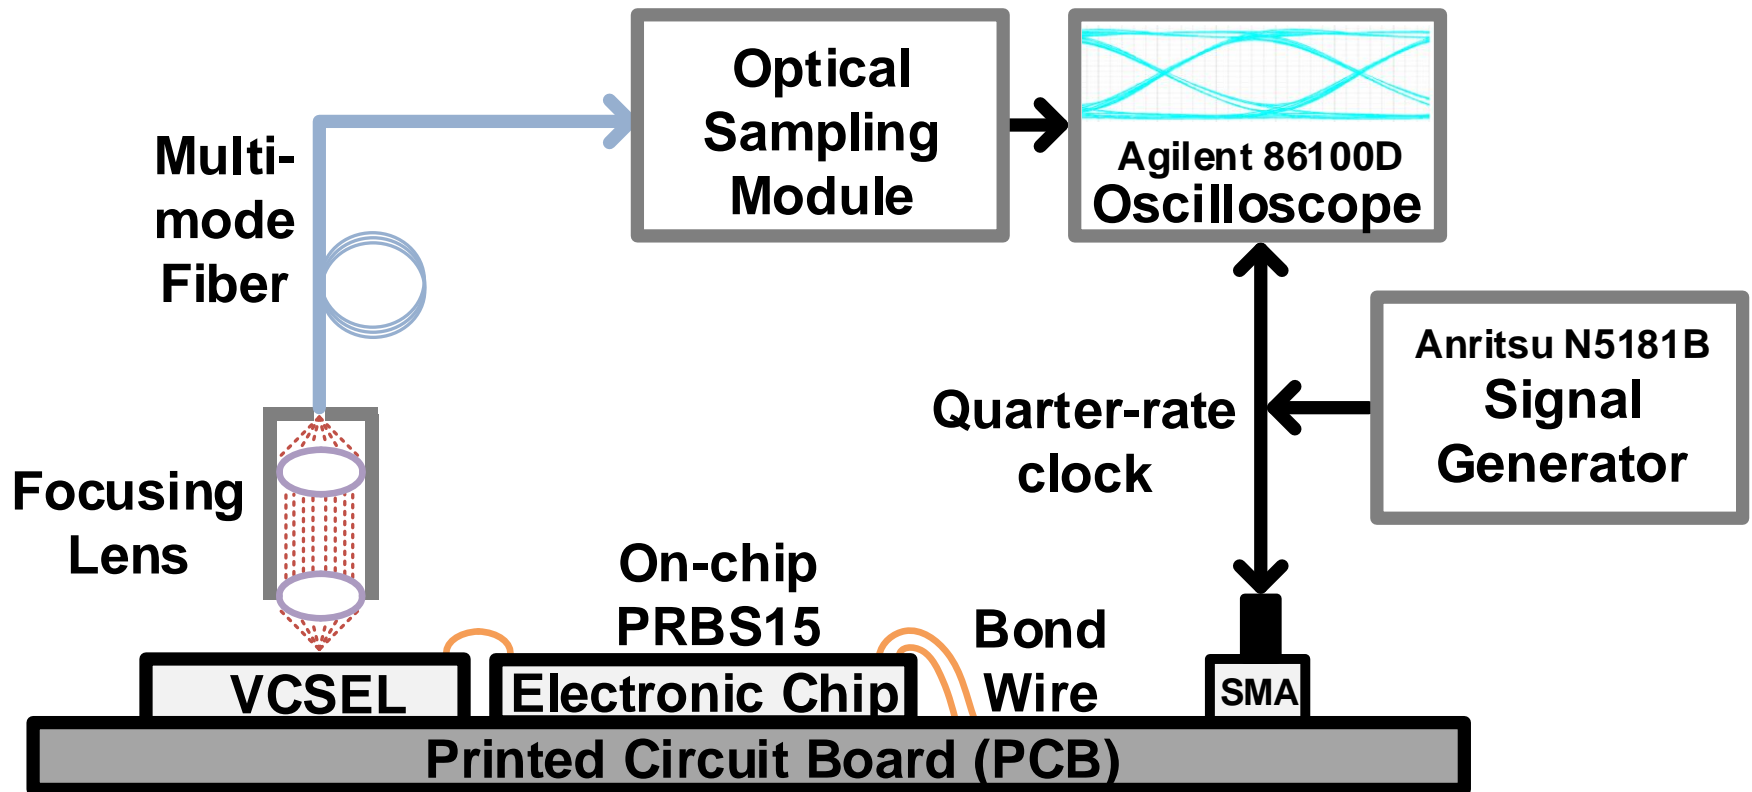 Optical
Sampling
Module
Agilent 86100D
Oscilloscope
Multi-
mode
Fiber
Anritsu N5181B
Signal
Generator
Quarter-rate
clock
Focusing
Lens
On-chip
PRBS15
Bond
Wire
VCSEL
Electronic Chip
SMA
Printed Circuit Board (PCB)